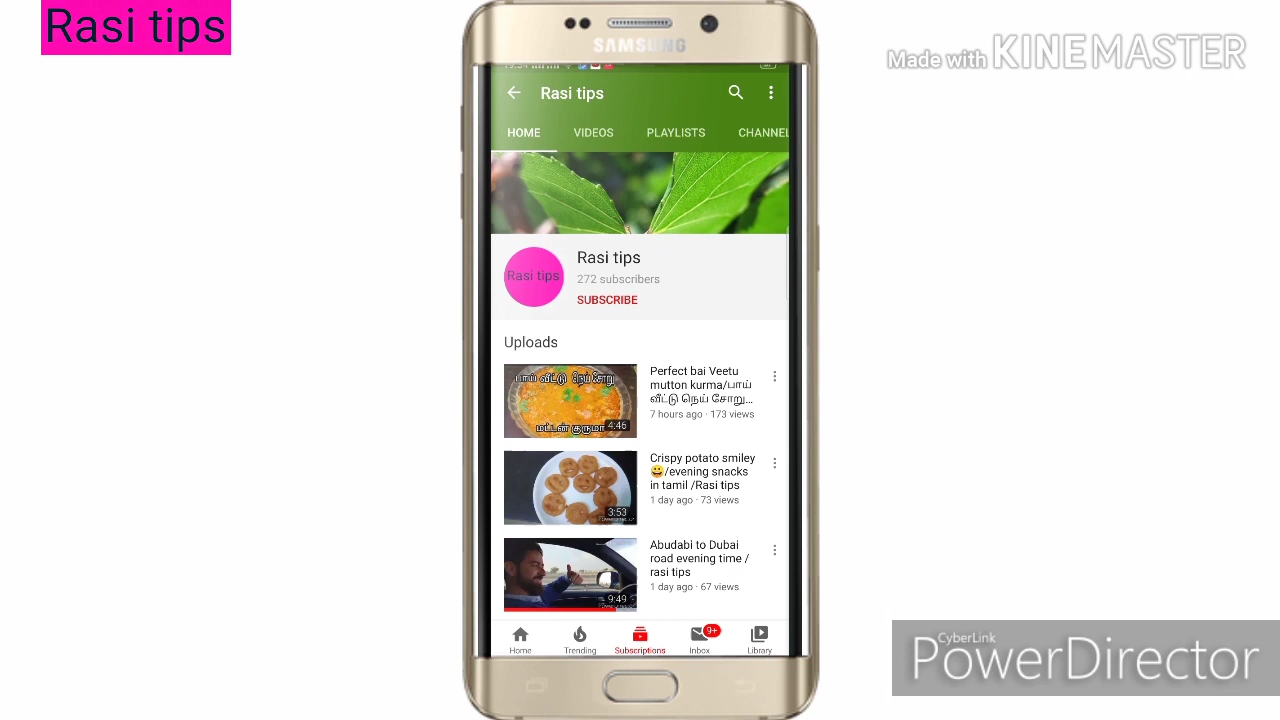 Rasi tips
Made with KINEMASTER
SAMSUNG
Rasi tips
HOME VIDEOS PLAYLISTS CHANNEL
Rasi tips
Rasi tips
272 subscribers
SUBSCRIBE
Uploads
பாய் வீட்டு நெய் சோறு
மட்டன் குருமா
4:46
Perfect bai Veetu
mutton kurma/பாய்
வீட்டு நெய் சோறு...
7 hours ago · 173 views
3:53
Crispy potato smiley
😀/evening snacks
in tamil /Rasi tips
1 day ago · 73 views
9:49
Abudabi to Dubai
road evening time /
rasi tips
1 day ago · 67 views
9+
Home Trending Subscriptions Inbox Library
CyberLink
PowerDirector